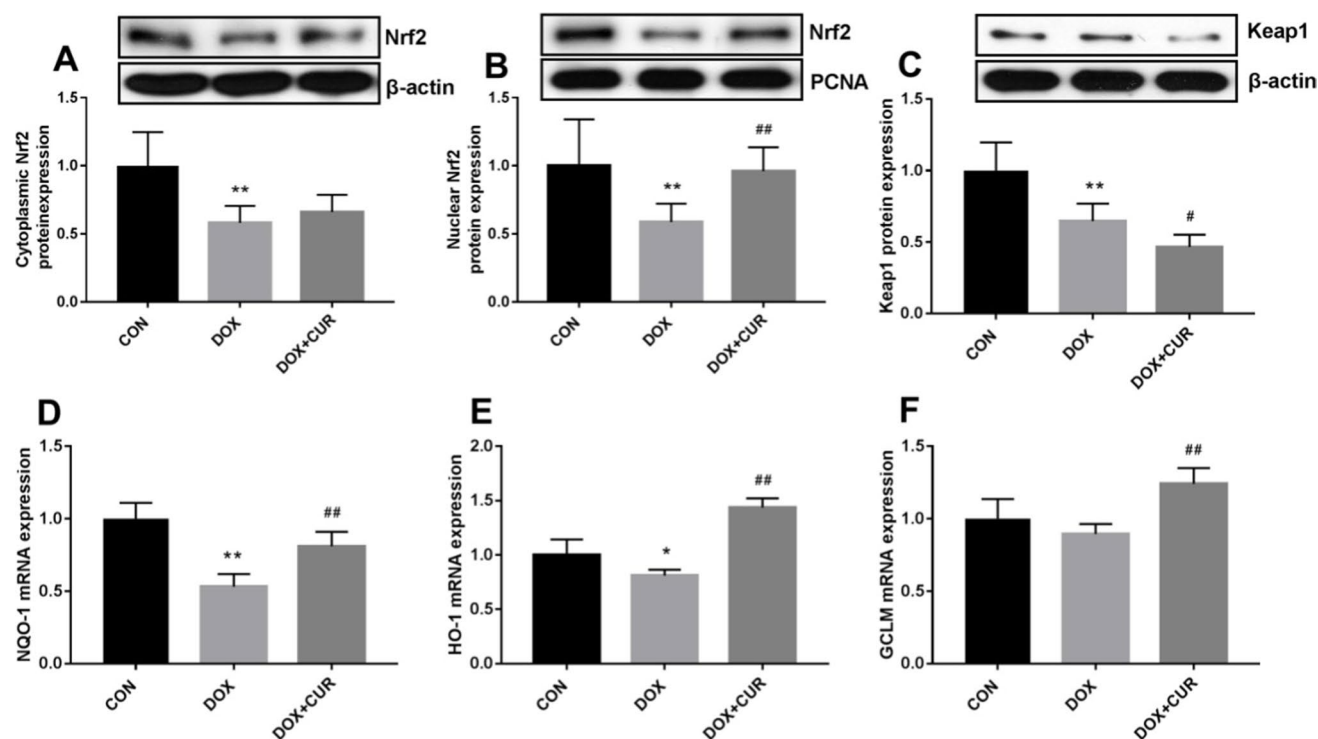 A
Nrf2
β-actin
Cytoplasmic Nrf2
proteinexpression
1.5
1.0
0.5
0.0
**
CON
DOX
DOX+CUR
B
Nrf2
PCNA
Nuclear Nrf2
protein expression
1.5
1.0
0.5
0.0
**
##
CON
DOX
DOX+CUR
C
Keap1
β-actin
Keap1 protein expression
1.5
1.0
0.5
0.0
**
#
CON
DOX
DOX+CUR
D
NQO-1 mRNA expression
1.5
1.0
0.5
0.0
**
##
CON
DOX
DOX+CUR
E
HO-1 mRNA expression
2.0
1.5
1.0
0.5
0.0
*
##
CON
DOX
DOX+CUR
F
GCLM mRNA expression
1.5
1.0
0.5
0.0
##
CON
DOX
DOX+CUR